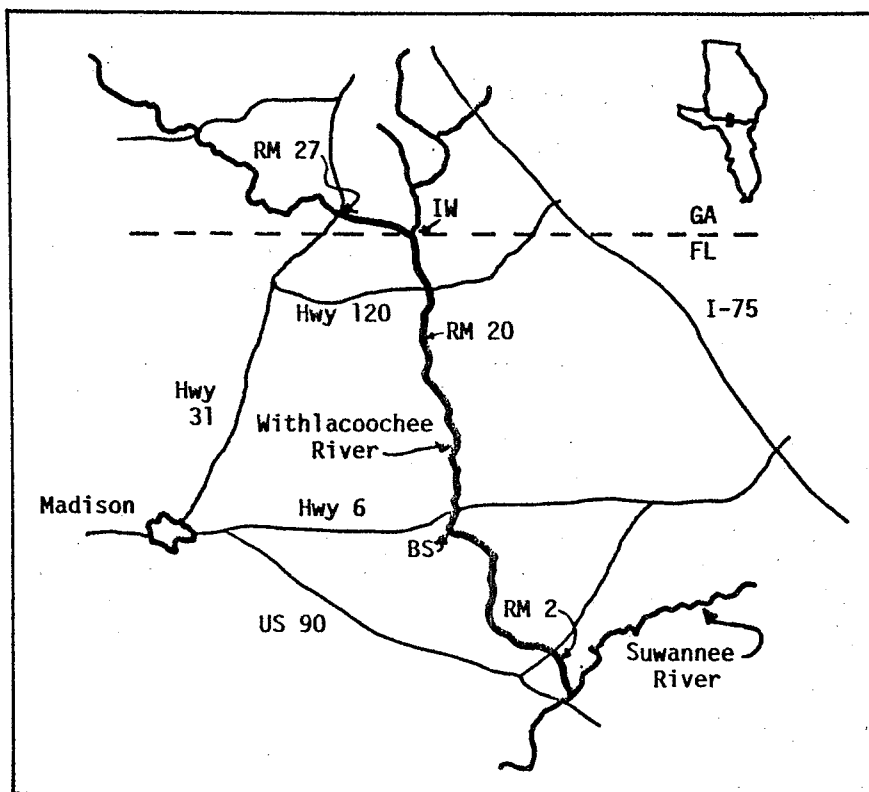 RM 27
IW
GA
FL
Hwy 120
I-75
RM 20
Hwy
31
Withlacoochee
River
Madison
Hwy 6
BS
RM 2
US 90
Suwannee
River